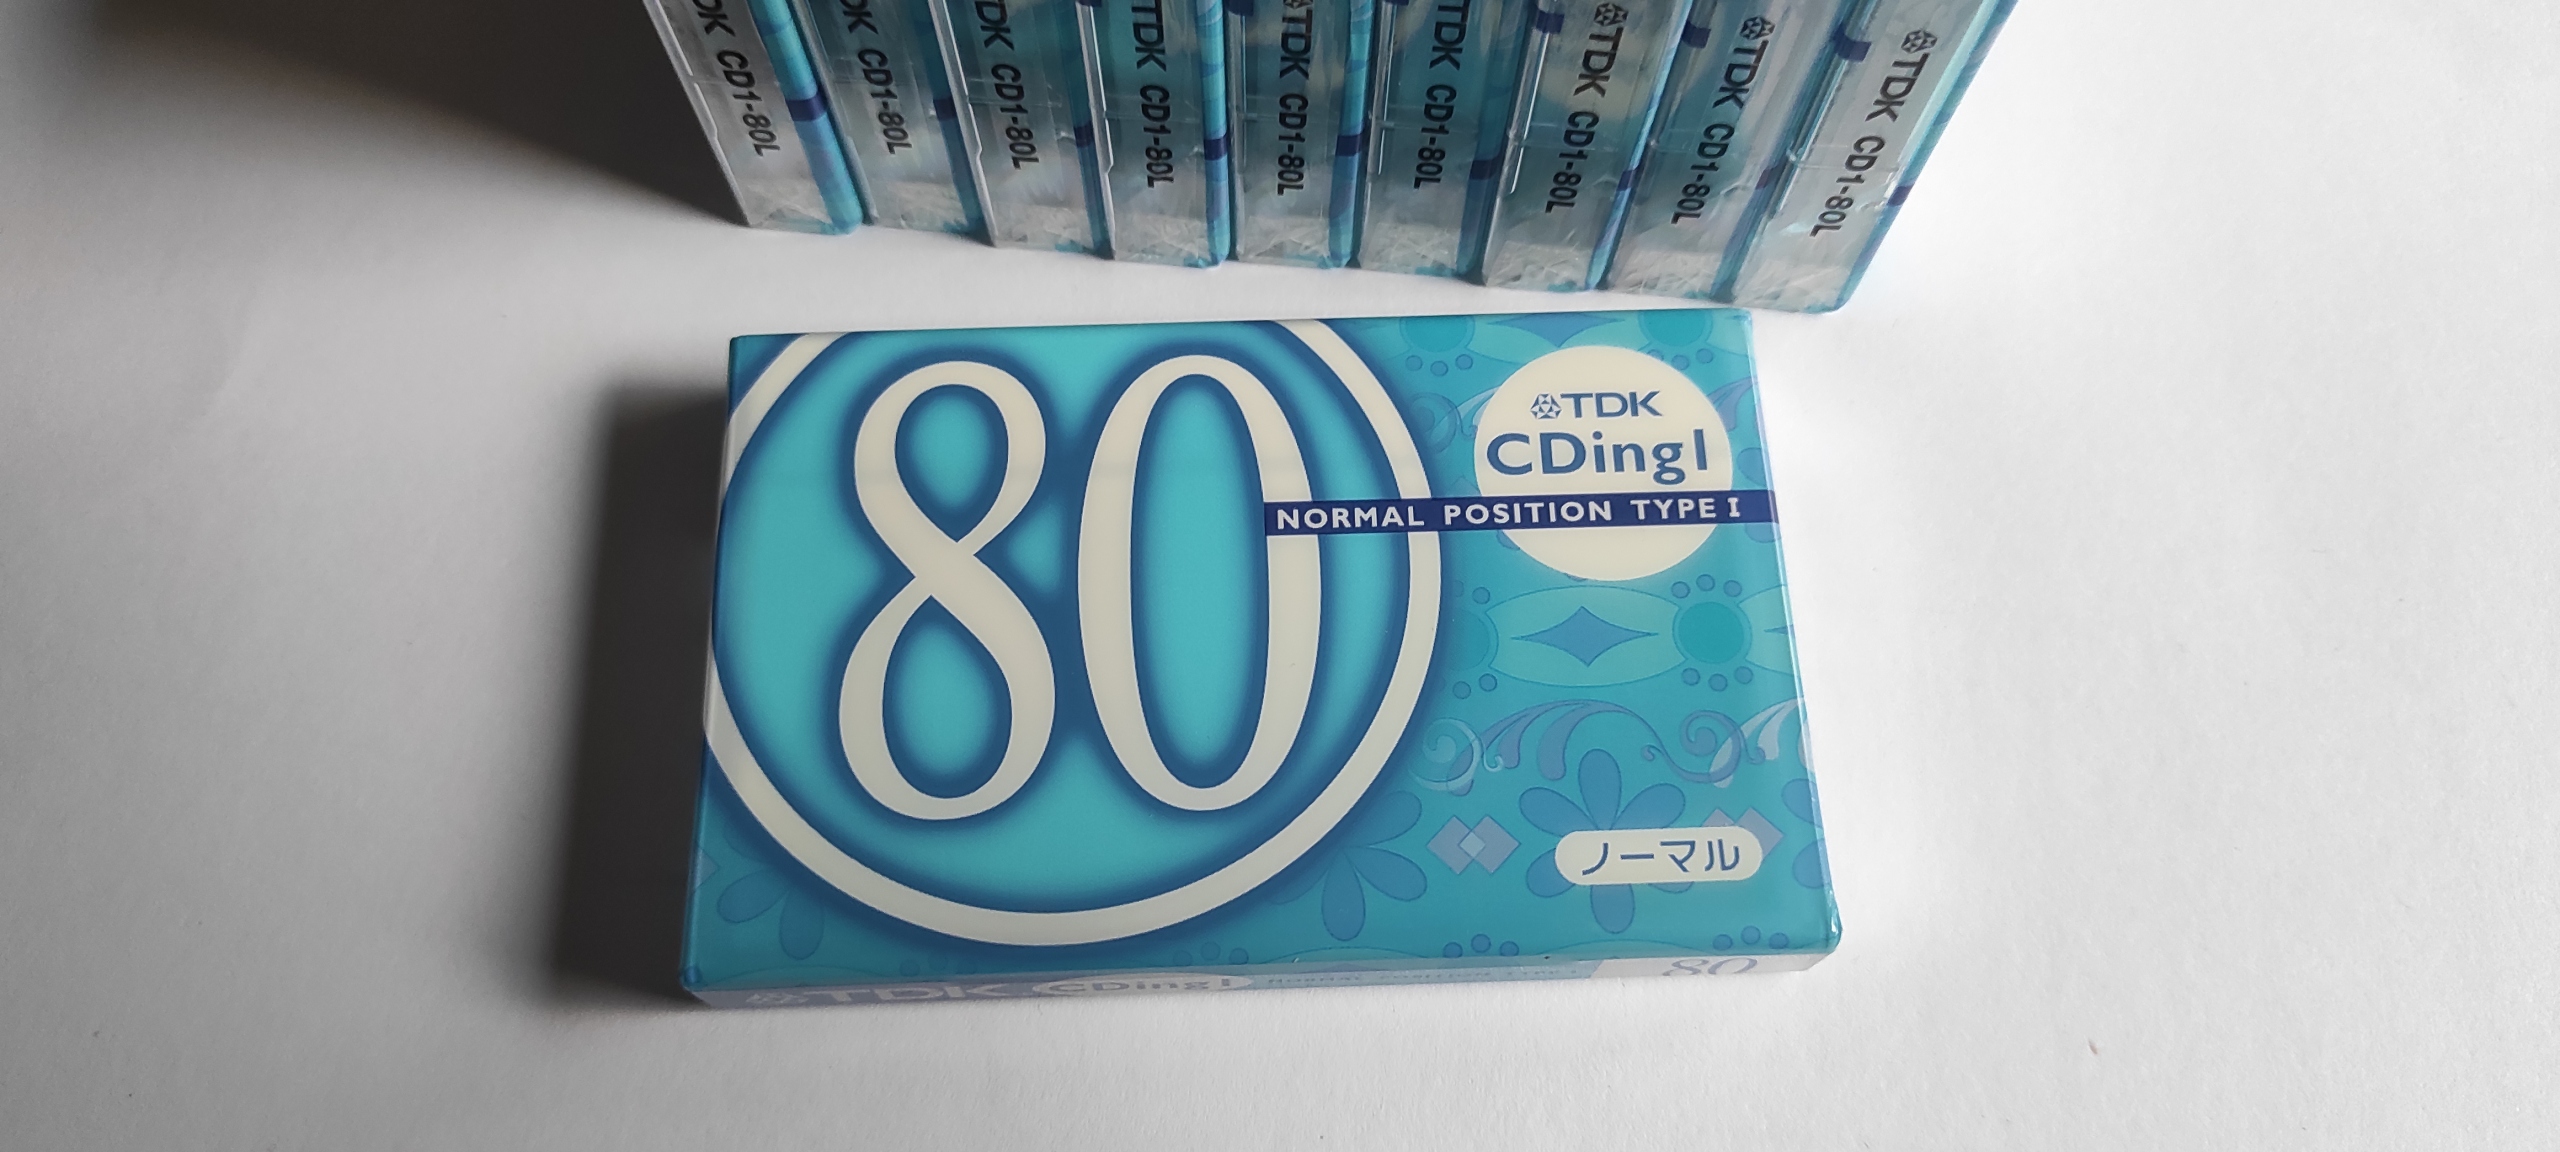 TDK CD1-80L
TDK CD1-80L
TDK CD1-80L
TDK CD1-80L
TDK CD1-80L
TDK CD1-80L
TDK CD1-80L
TDK CD1-80L
TDK CD1-80L
80
TDK
CDingI
NORMAL POSITION TYPE I
ノーマル
TDK CDingI 80